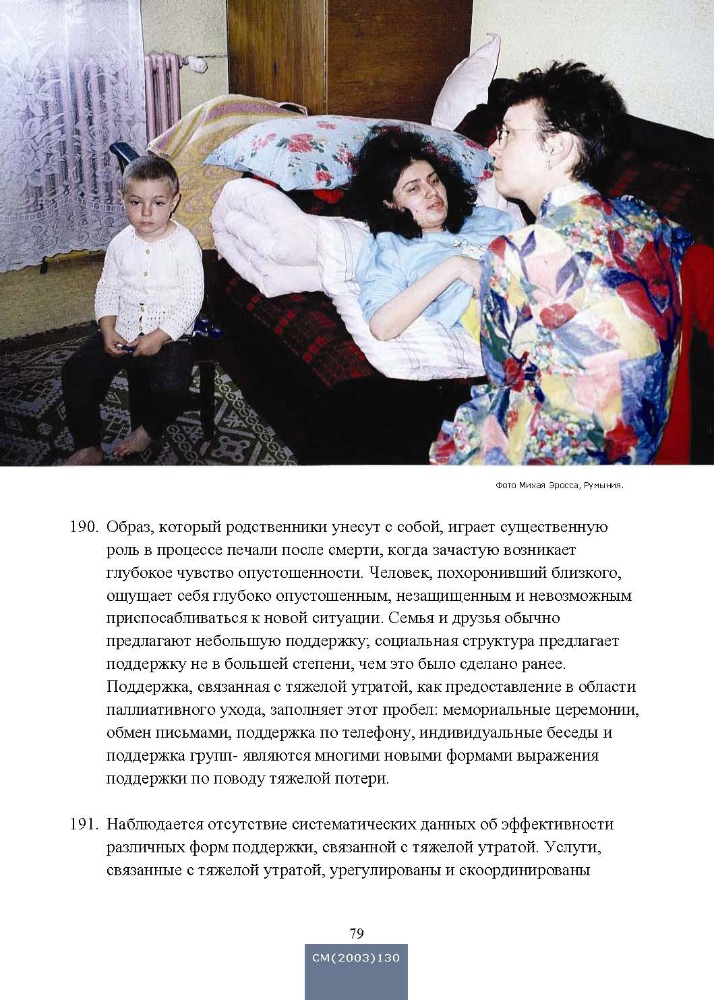 Фото Михая Эросса, Румыния.
190. Образ, который родственники унесут с собой, играет существенную
роль в процессе печали после смерти, когда зачастую возникает
глубокое чувство опустошенности. Человек, похоронивший близкого,
ощущает себя глубоко опустошенным, незащищенным и невозможным
приспосабливаться к новой ситуации. Семья и друзья обычно
предлагают небольшую поддержку; социальная структура предлагает
поддержку не в большей степени, чем это было сделано ранее.
Поддержка, связанная с тяжелой утратой, как предоставление в области
паллиативного ухода, заполняет этот пробел: мемориальные церемонии,
обмен письмами, поддержка по телефону, индивидуальные беседы и
поддержка групп- являются многими новыми формами выражения
поддержки по поводу тяжелой потери.
191. Наблюдается отсутствие систематических данных об эффективности
различных форм поддержки, связанной с тяжелой утратой. Услуги,
связанные с тяжелой утратой, урегулированы и скоординированы
79
CM(2003)130